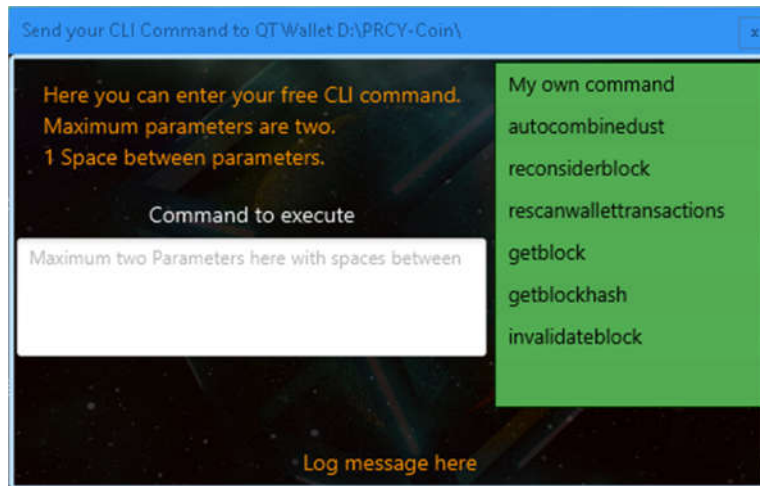 Send your CLI Command to QTWallet D:\PRCY-Coin\
x
Here you can enter your free CLI command.
Maximum parameters are two.
1 Space between parameters.
Command to execute
Maximum two Parameters here with spaces between
My own command
autocombinedust
reconsiderblock
rescanwallettransactions
getblock
getblockhash
invalidateblock
Log message here